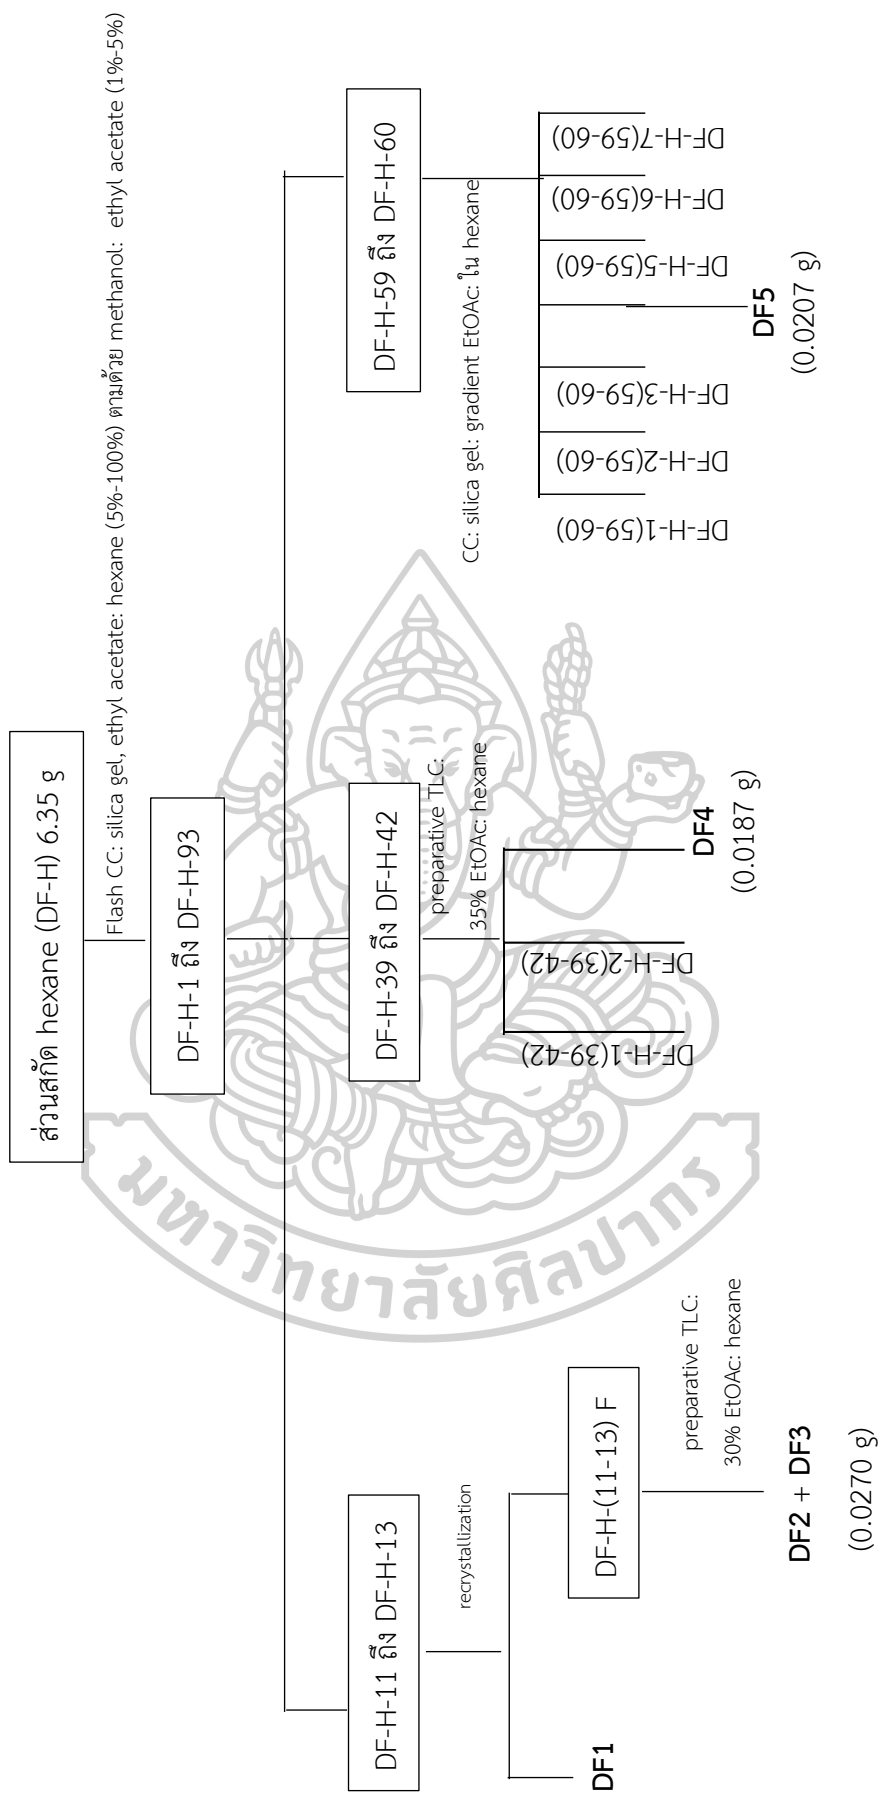 ส่วนสกัด hexane (DF-H) 6.35 g
Flash CC: silica gel, ethyl acetate: hexane (5%-100%) ตามด้วย methanol: ethyl acetate (1%-5%)
DF-H-1 ถึง DF-H-93
DF-H-11 ถึง DF-H-13
DF-H-39 ถึง DF-H-42
DF-H-59 ถึง DF-H-60
recrystallization
DF1
DF-H-(11-13) F
preparative TLC:
30% EtOAc: hexane
DF2 + DF3
(0.0270 g)
preparative TLC:
35% EtOAc: hexane
DF-H-1(39-42)
DF-H-2(39-42)
DF4
(0.0187 g)
CC: silica gel: gradient EtOAc: ใน hexane
DF-H-1(59-60)
DF-H-2(59-60)
DF-H-3(59-60)
DF5
(0.0207 g)
DF-H-5(59-60)
DF-H-6(59-60)
DF-H-7(59-60)
มหาวิทยาลัยศิลปากร